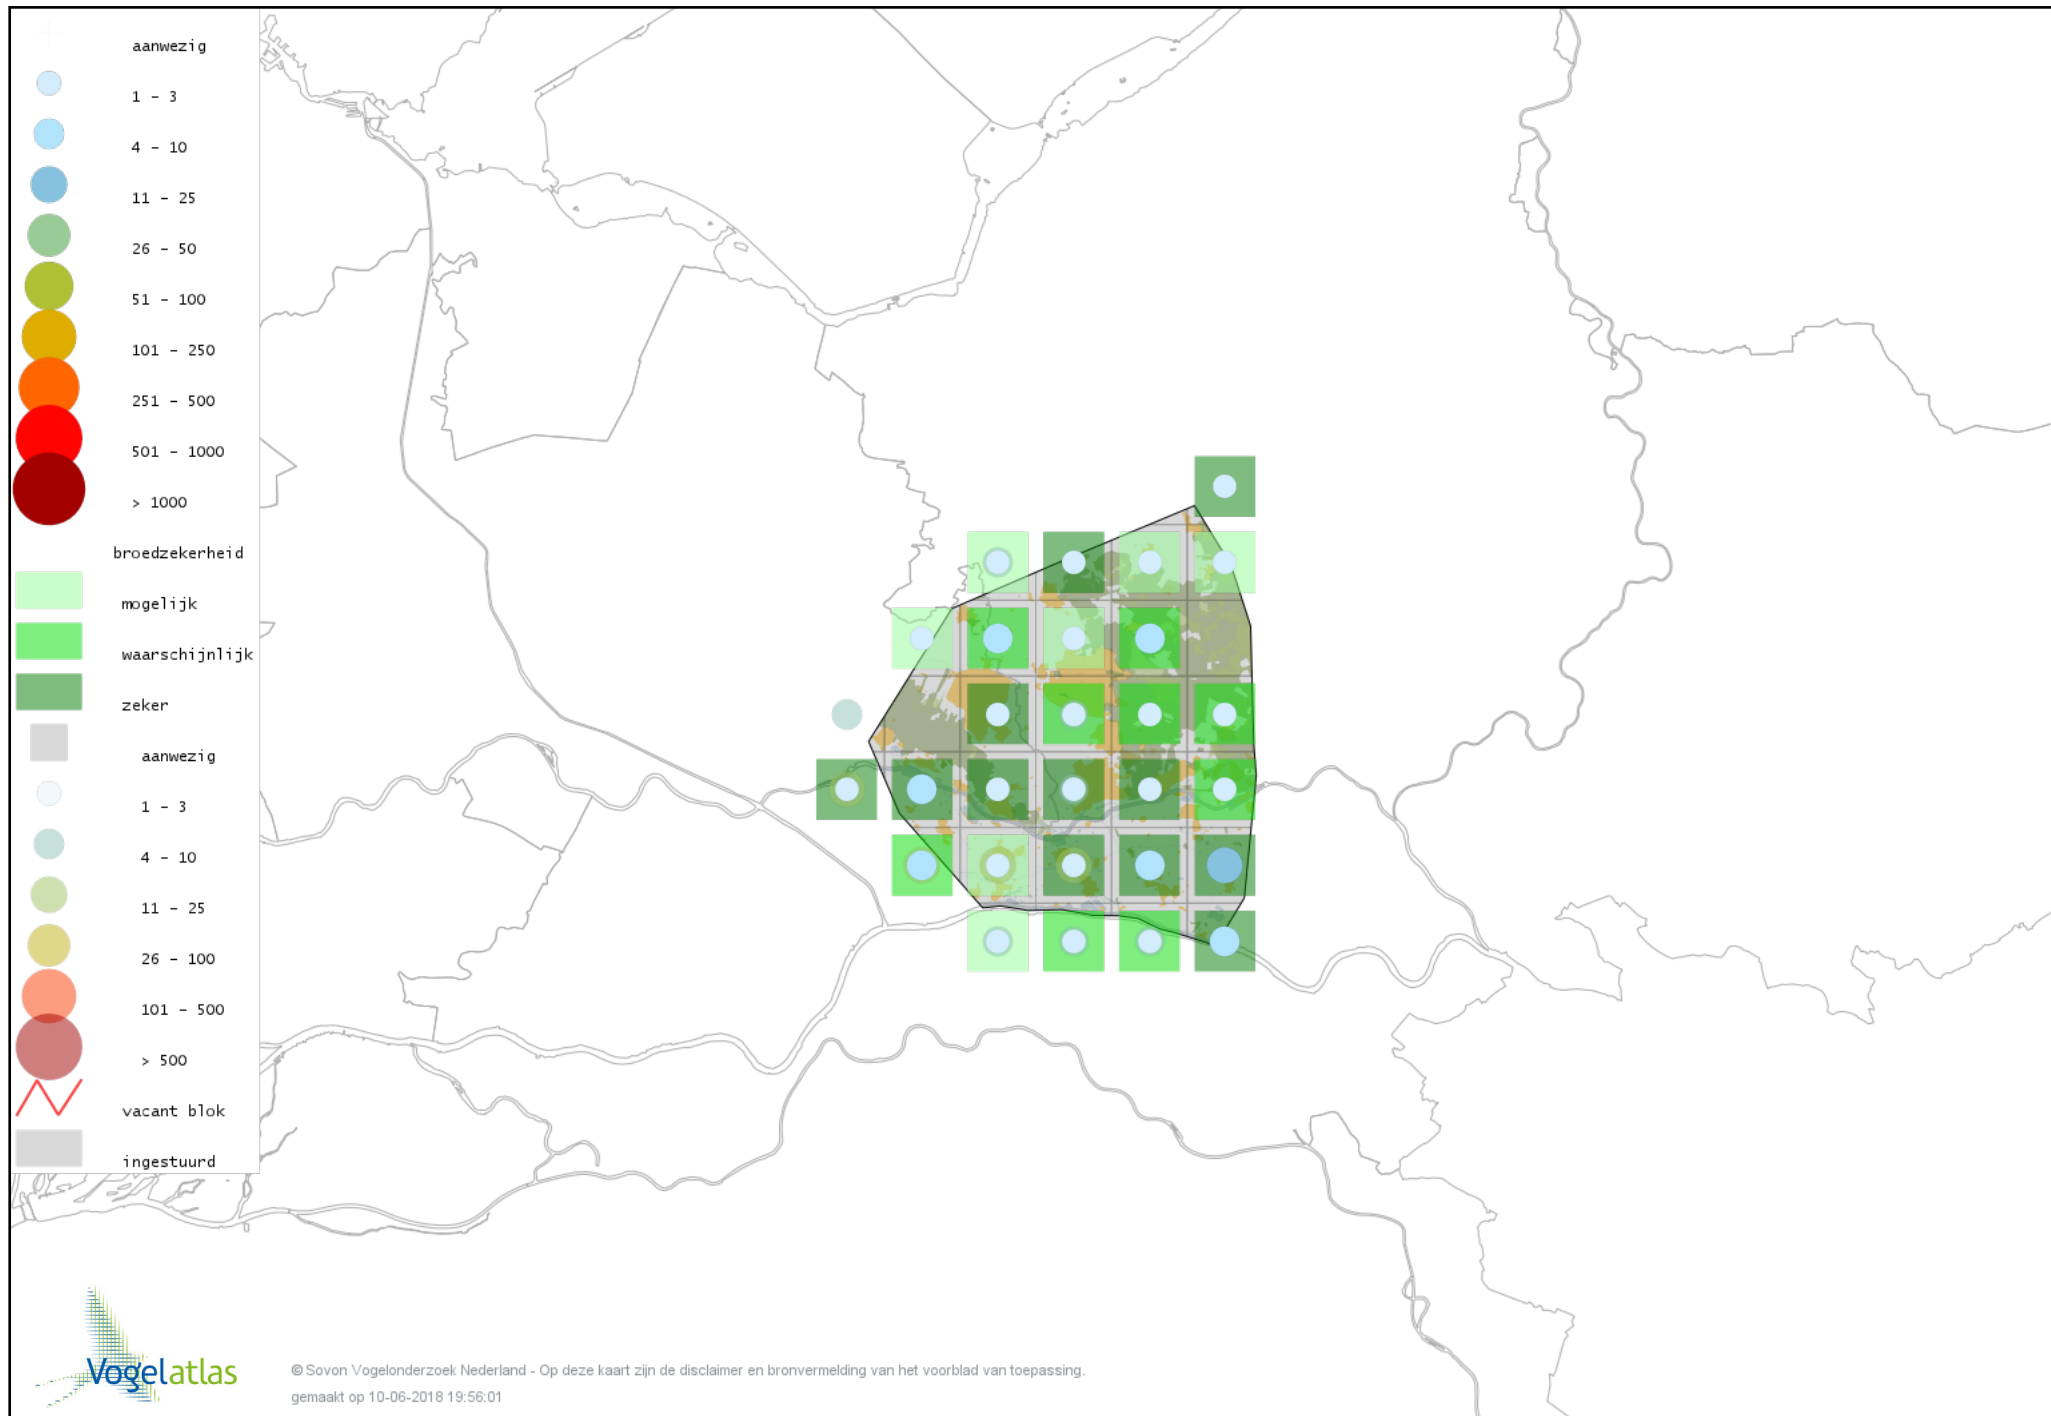 aanwezig
1 - 3
4 - 10
11 - 25
26 - 50
51 - 100
101 - 250
251 - 500
501 - 1000
> 1000
broedzekerheid
mogelijk
waarschijnlijk
zeker
aanwezig
1 - 3
4 - 10
11 - 25
26 - 100
101 - 500
> 500
vacant blok
ingestuurd
Vogelatlas
© Sovon Vogelonderzoek Nederland - Op deze kaart zijn de disclaimer en bronvermelding van het voorblad van toepassing.
gemaakt op 10-06-2018 19:56:01